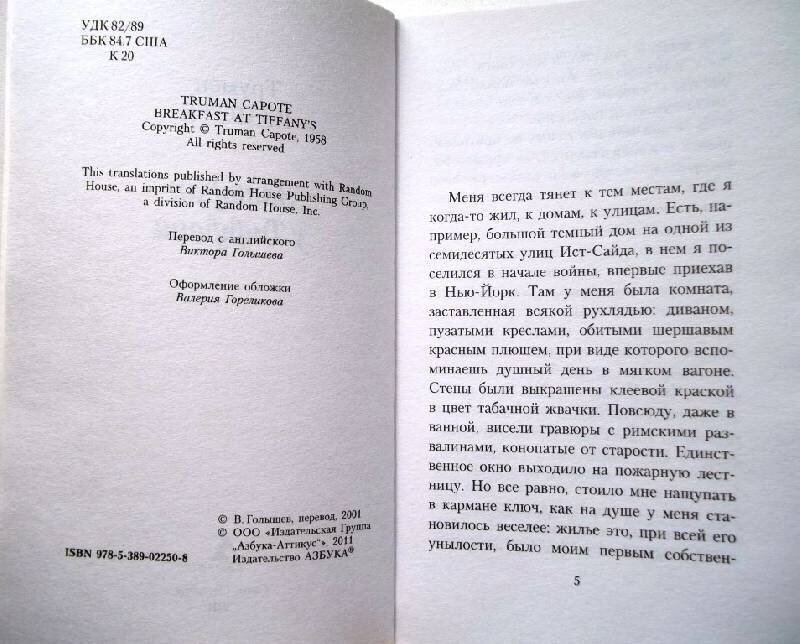 УДК 82/89
ББК 84.7 США
К 20
TRUMAN CAPOTE
BREAKFAST AT TIFFANY'S
Copyright © Truman Capote, 1958
All rights reserved
This translations published by arrangement with Random
House, an imprint of Random House Publishing Group,
a division of Random House, Inc.
Перевод с английского
Виктора Голышева
Оформление обложки
Валерия Гореликова
© В. Голышев, перевод, 2001
© ООО «Издательская Группа
„Азбука-Аттикус"», 2011
Издательство АЗБУКА®
ISBN 978-5-389-02250-8
Меня всегда тянет к тем местам, где я
когда-то жил, к домам, к улицам. Есть, на-
пример, большой темный дом на одной из
семидесятых улиц Ист-Сайда, в нем я по-
селился в начале войны, впервые приехав
в Нью-Йорк. Там у меня была комната,
заставленная всякой рухлядью: диваном,
пузатыми креслами, обитыми шершавым
красным плюшем, при виде которого вспо-
минаешь душный день в мягком вагоне.
Стены были выкрашены клеевой краской
в цвет табачной жвачки. Повсюду, даже в
ванной, висели гравюры с римскими раз-
валинами, конопатые от старости. Единст-
венное окно выходило на пожарную лест-
ницу. Но все равно, стоило мне нащупать
в кармане ключ, как на душе у меня ста-
новилось веселее: жилье это, при всей его
унылости, было моим первым собствен-
5